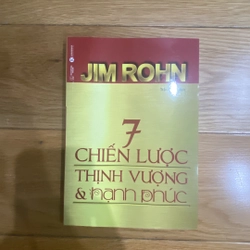 JIM ROHN
7
CHIẾN LƯỢC
THỊNH VƯỢNG
& hạnh phúc